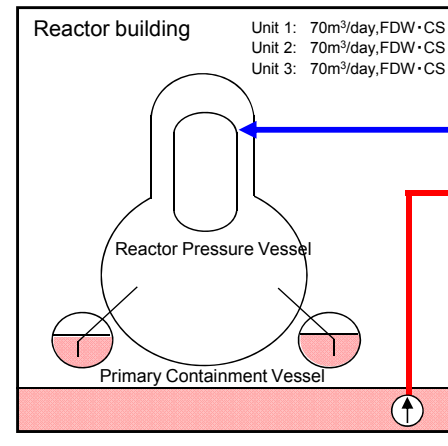 Reactor building
Unit 1: 70m³/day,FDW・CS
Unit 2: 70m³/day,FDW・CS
Unit 3: 70m³/day,FDW・CS
Reactor Pressure Vessel
Primary Containment Vessel